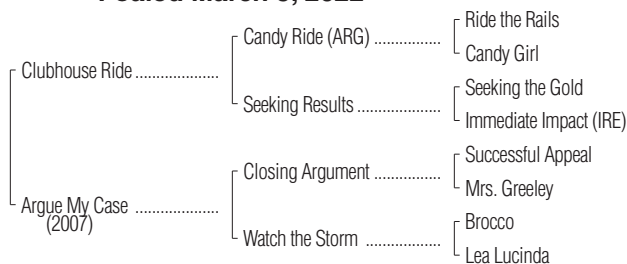 Foaled March 2022
Ride the Rails
Candy Ride (ARG) ................
Candy Girl
Clubhouse Ride ....................
Seeking the Gold
Seeking Results ....................
Immediate Impact (IRE)
Successful Appeal
Closing Argument ................
Mrs. Greeley
Argue My Case ....................
(2007)
Brocco
Watch the Storm ..................
Lea Lucinda